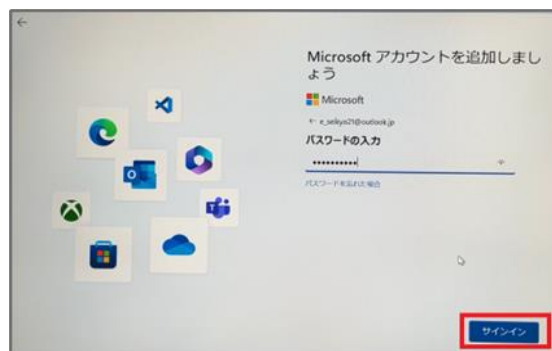 Microsoft アカウントを追加しまし
ょう
Microsoft
← e_seikyo21@outlook.jp
パスワードの入力
••••••••••
パスワードを忘れた場合
サインイン